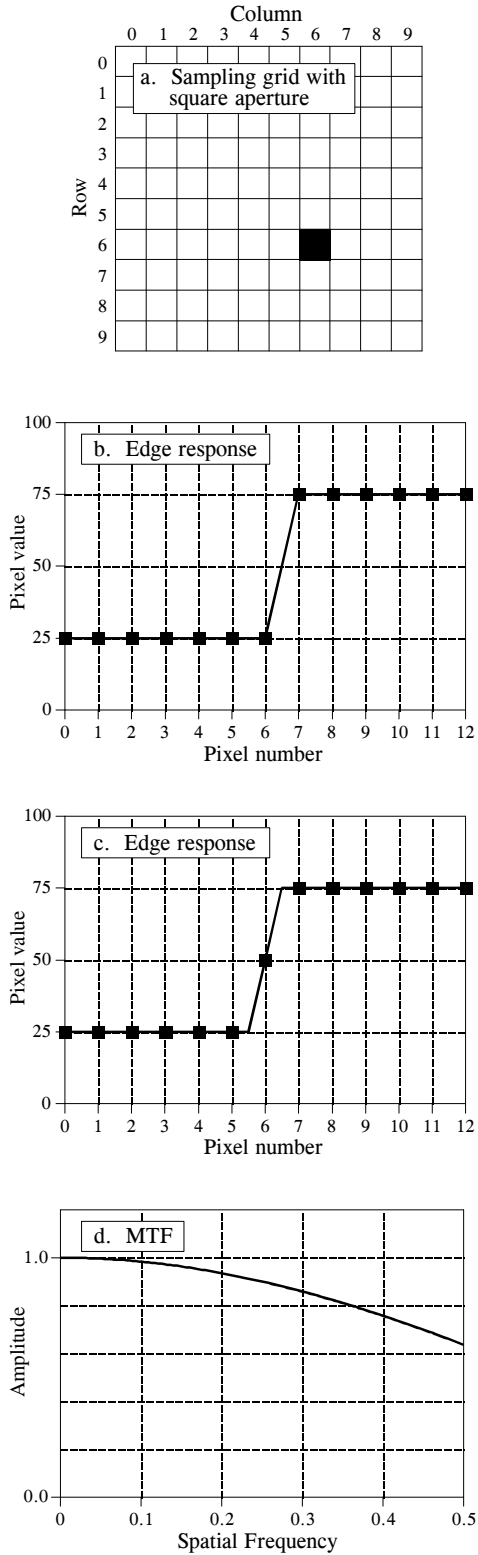 Column
0 1 2 3 4 5 6 7 8 9
a. Sampling grid with
square aperture
Row
0
1
2
3
4
5
6
7
8
9
b. Edge response
Pixel value
100
75
50
25
0
0 1 2 3 4 5 6 7 8 9 10 11 12
Pixel number
c. Edge response
Pixel value
100
75
50
25
0
0 1 2 3 4 5 6 7 8 9 10 11 12
Pixel number
d. MTF
Amplitude
1.0
0.0
0 0.1 0.2 0.3 0.4 0.5
Spatial Frequency